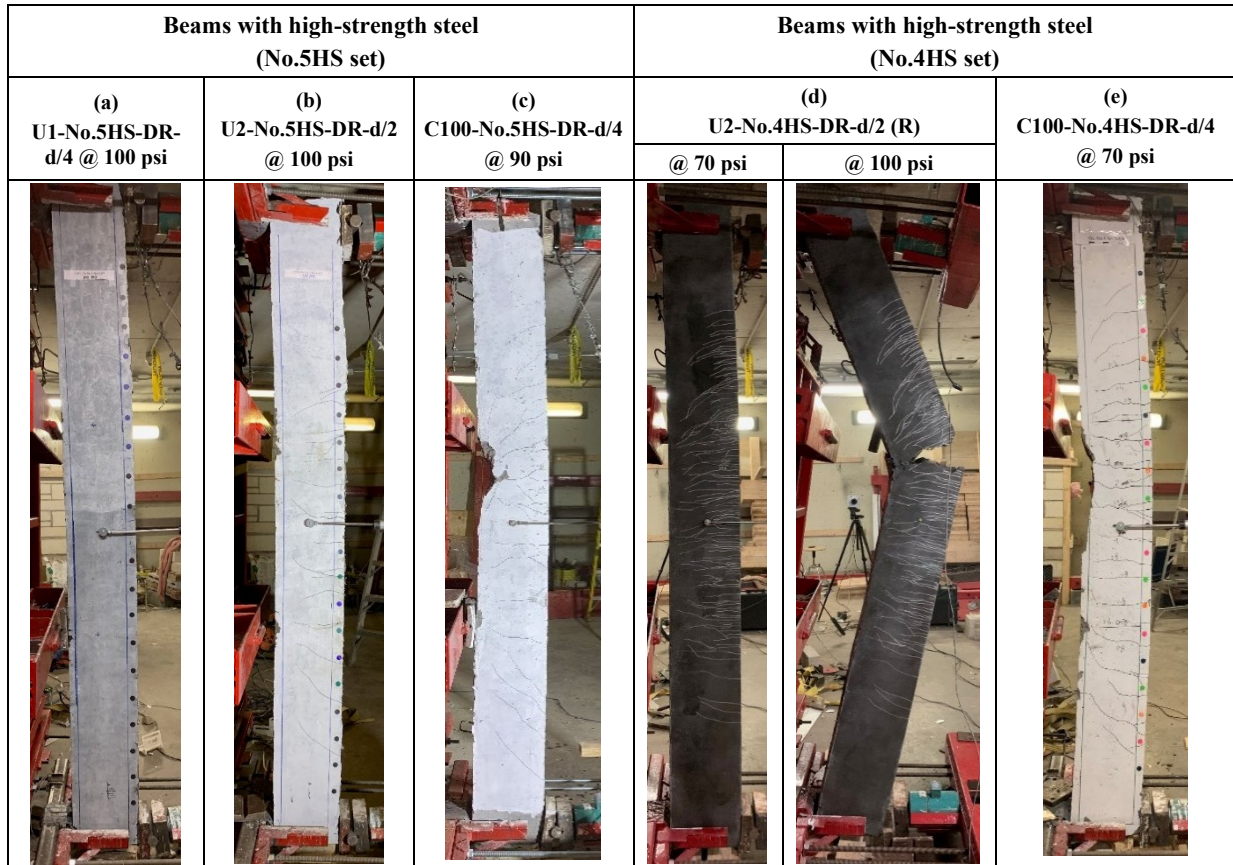 Beams with high-strength steel
(No.5HS set)
Beams with high-strength steel
(No.4HS set)
(a)
U1-No.5HS-DR-
d/4 @ 100 psi
(b)
U2-No.5HS-DR-d/2
@ 100 psi
(c)
C100-No.5HS-DR-d/4
@ 90 psi
(d)
U2-No.4HS-DR-d/2 (R)
@ 70 psi
@ 100 psi
(e)
C100-No.4HS-DR-d/4
@ 70 psi